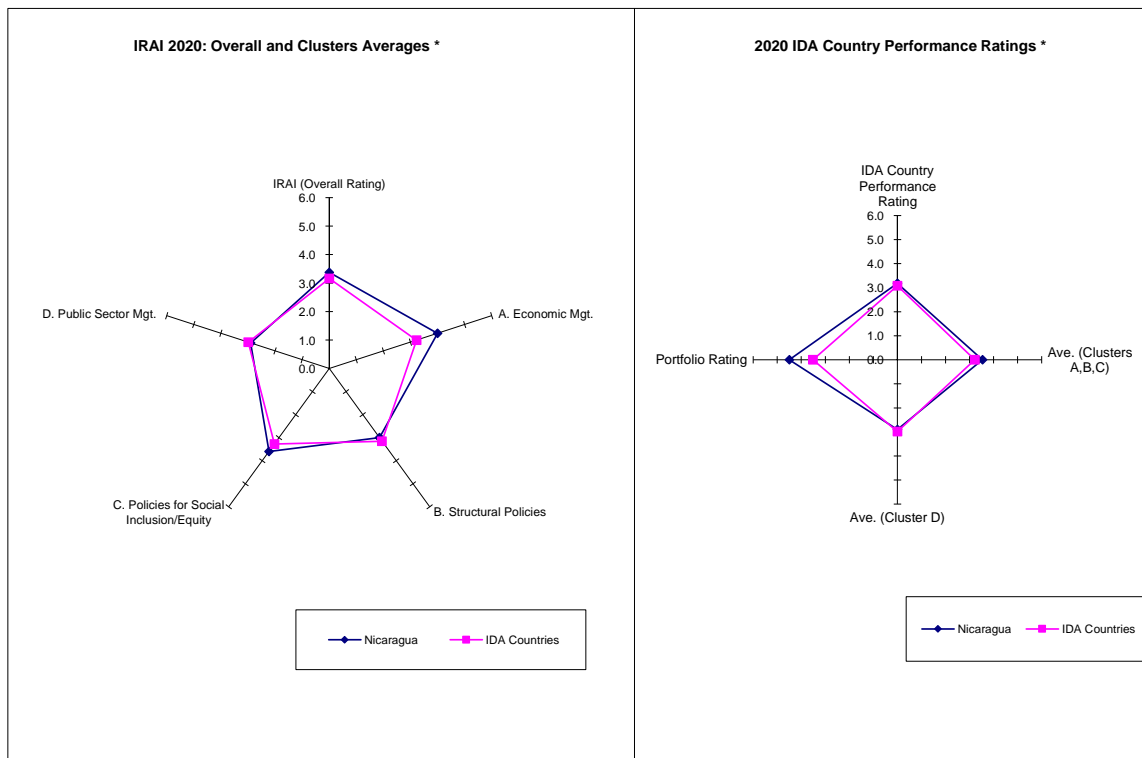 IRAI 2020: Overall and Clusters Averages *
IRAI (Overall Rating)
6.0
5.0
4.0
3.0
2.0
1.0
0.0
A. Economic Mgt.
B. Structural Policies
C. Policies for Social
Inclusion/Equity
D. Public Sector Mgt.
Nicaragua
IDA Countries
2020 IDA Country Performance Ratings *
IDA Country
Performance
Rating
6.0
5.0
4.0
3.0
2.0
1.0
0.0
Ave. (Clusters
A,B,C)
Ave. (Cluster D)
Portfolio Rating
Nicaragua
IDA Countries